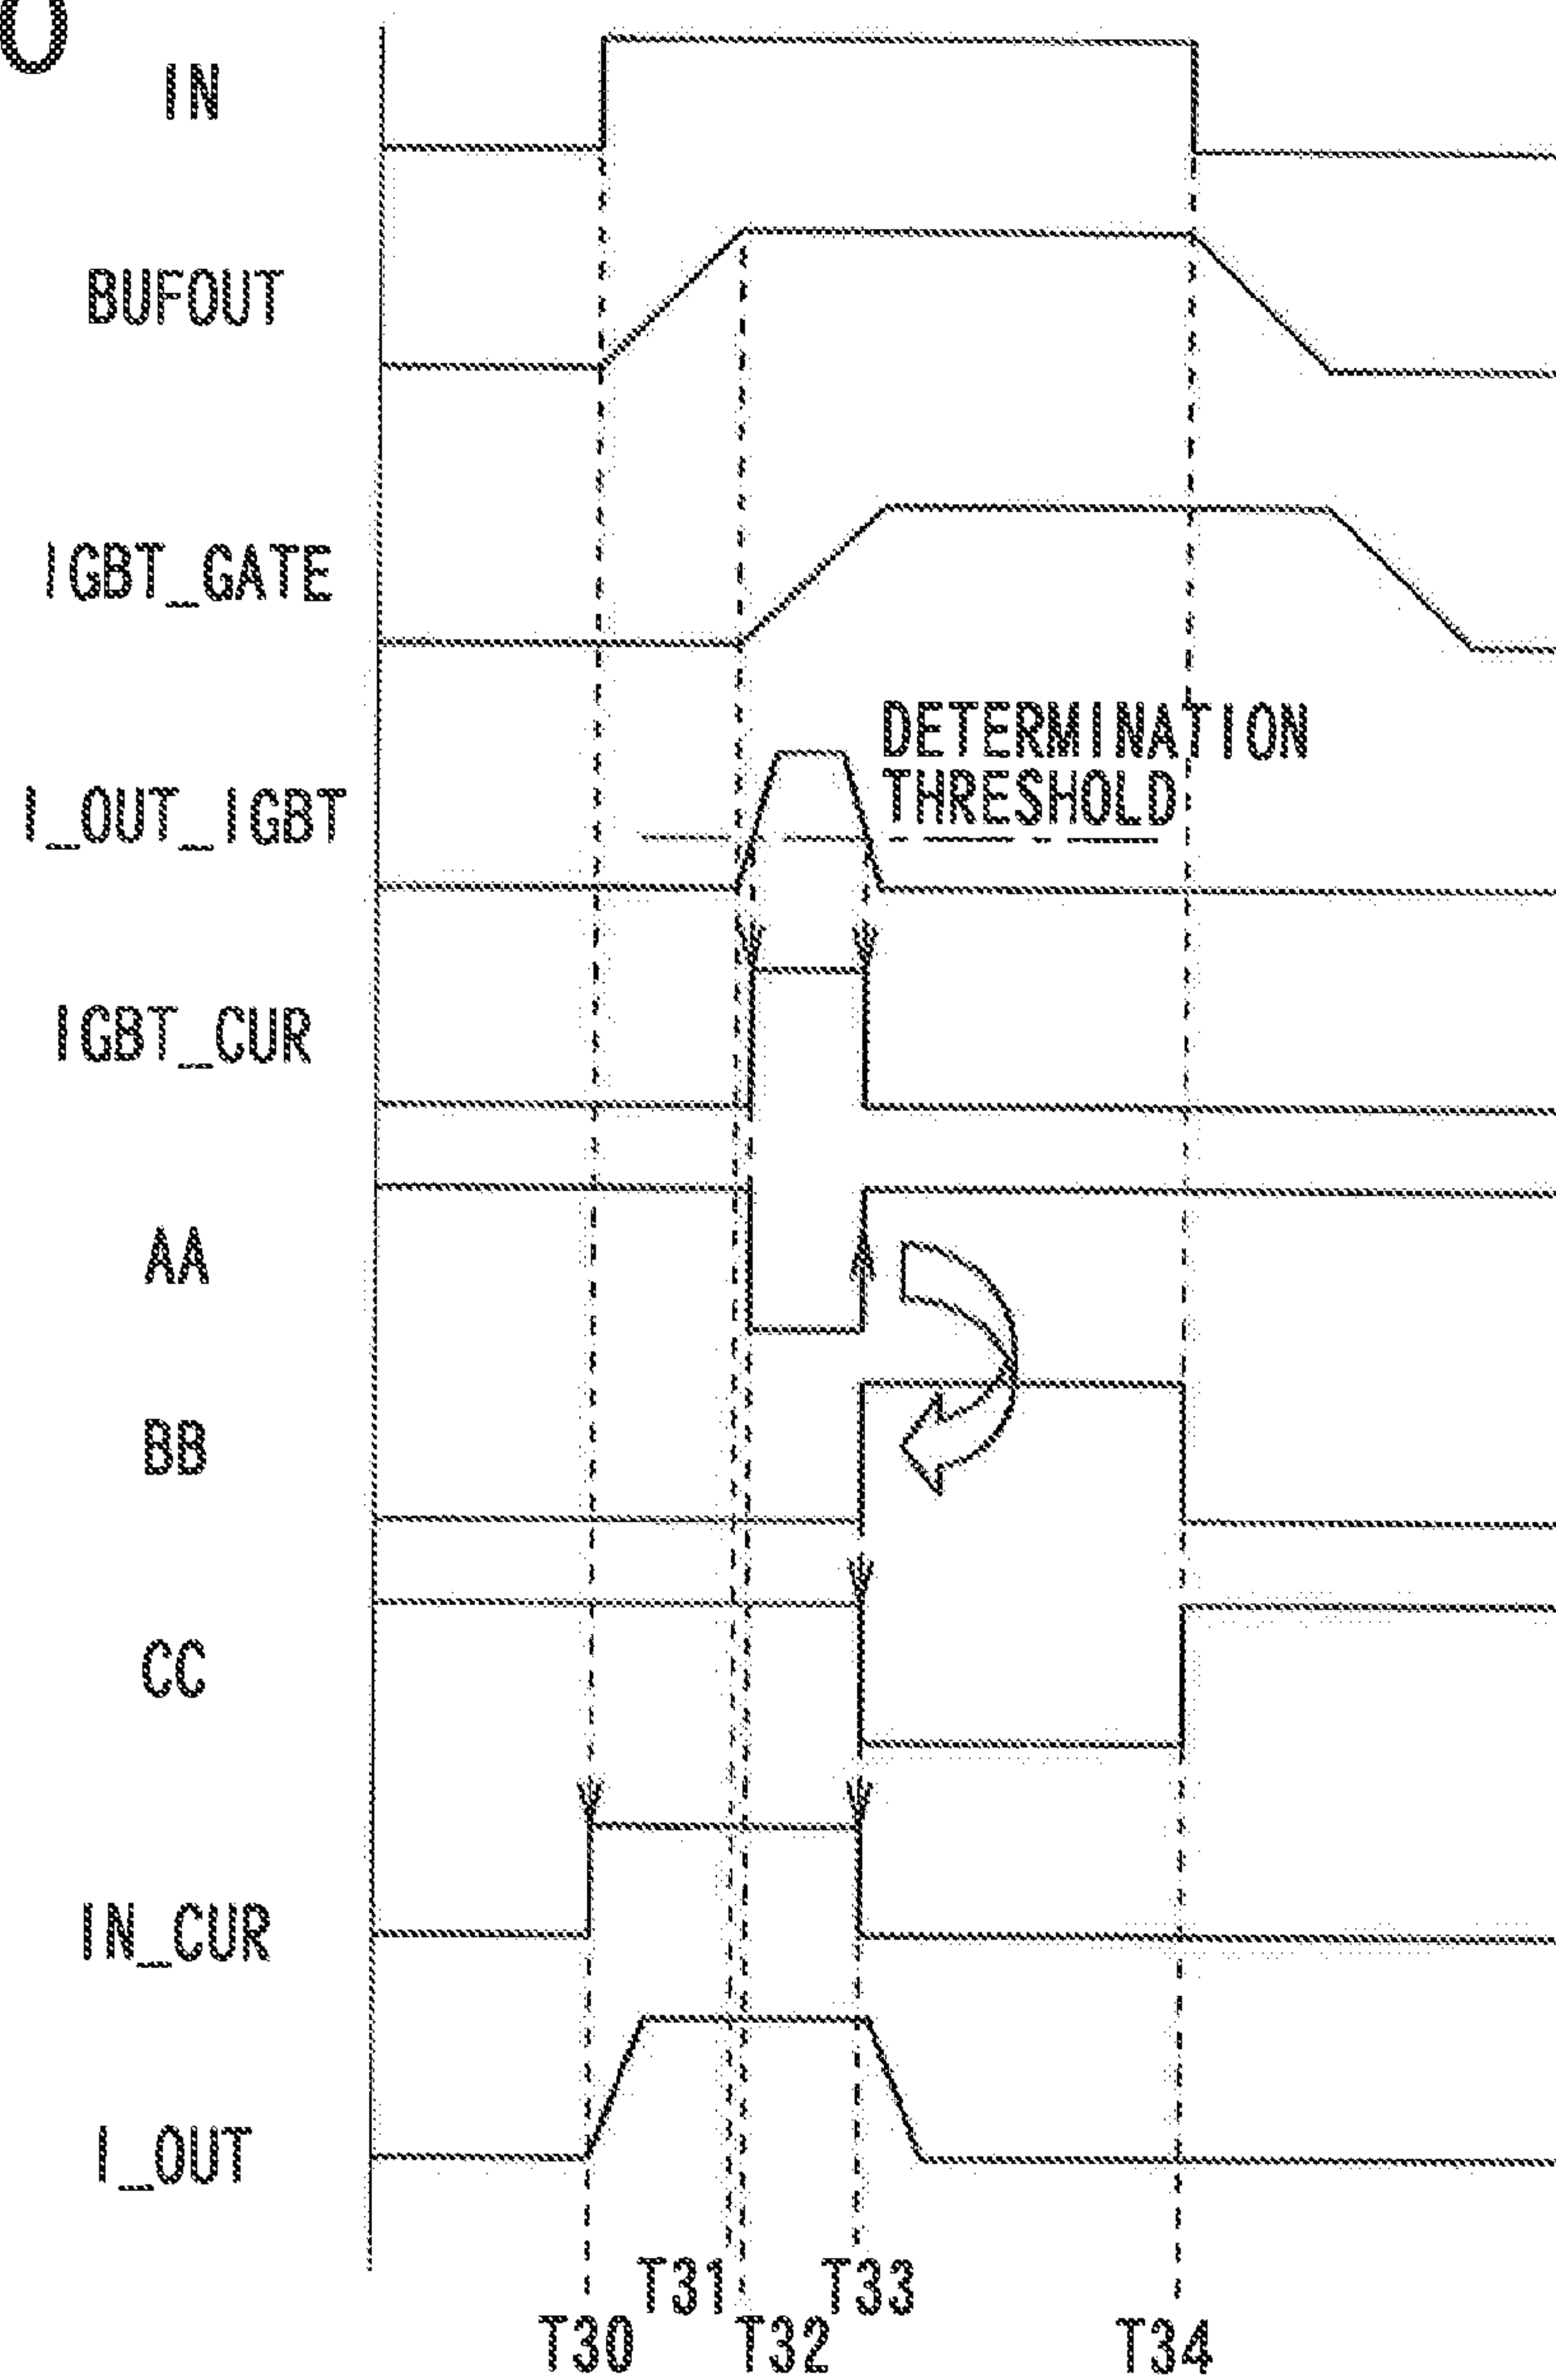 IN
BUFOUT
IGBT_GATE
DETERMINATION
THRESHOLD
I_OUT_IGBT
IGBT_CUR
AA
BB
CC
IN_CUR
I_OUT
T31
T33
T30
T32
T34